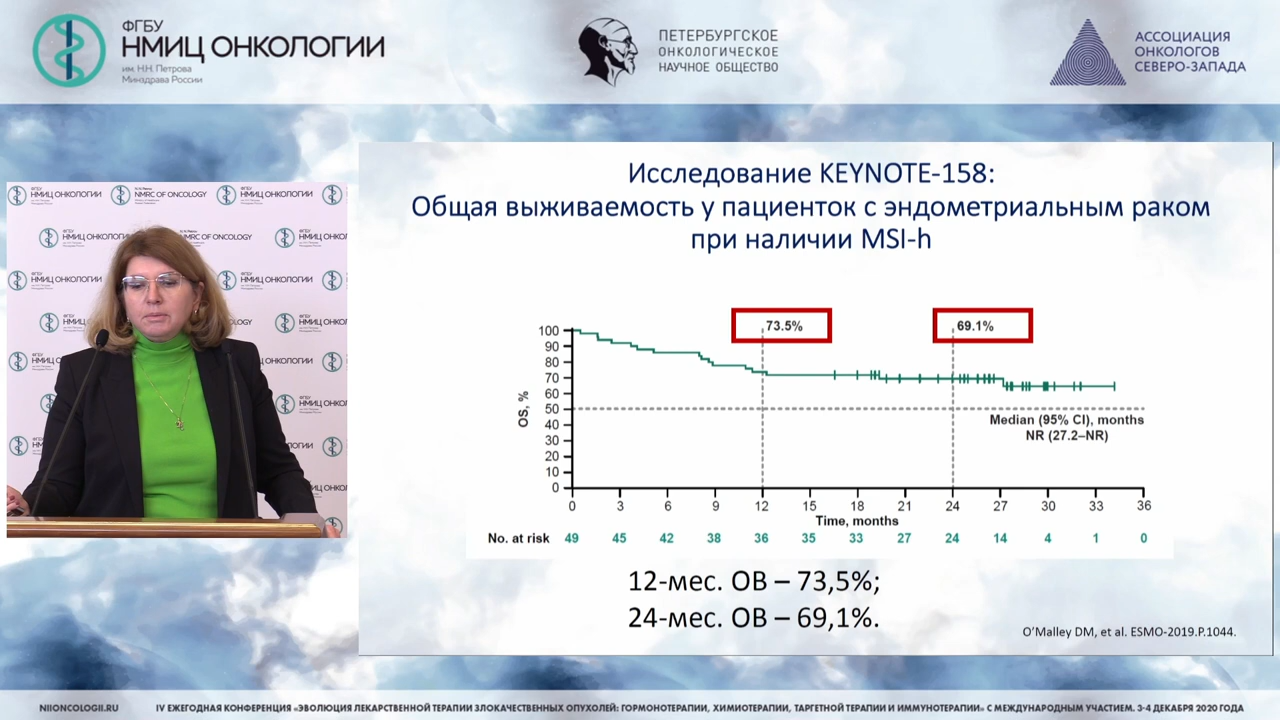 ФГБУ
НМИЦ ОНКОЛОГИИ
им. Н.Н. Петрова
Минздрава России
ПЕТЕРБУРГСКОЕ
ОНКОЛОГИЧЕСКОЕ
НАУЧНОЕ ОБЩЕСТВО
АССОЦИАЦИЯ
ОНКОЛОГОВ
СЕВЕРО-ЗАПАДА
ФГБУ
НМИЦ ОНКОЛОГИИ
NMRC OF ONCOLOGY
Исследование KEYNOTE-158:
Общая выживаемость у пациенток с эндометриальным раком
при наличии MSI-h
73.5%
69.1%
100
90
80
70
60
50
40
30
20
10
0
OS, %
Median (95% CI), months
NR (27.2–NR)
0 3 6 9 12 15 18 21 24 27 30 33 36
Time, months
No. at risk 49 45 42 38 36 35 33 27 24 14 4 1 0
12-мес. ОВ – 73,5%;
24-мес. ОВ – 69,1%.
O’Malley DM, et al. ESMO-2019.P.1044.
NIIONCOLOGII.RU
IV ЕЖЕГОДНАЯ КОНФЕРЕНЦИЯ «ЭВОЛЮЦИЯ ЛЕКАРСТВЕННОЙ ТЕРАПИИ ЗЛОКАЧЕСТВЕННЫХ ОПУХОЛЕЙ: ГОРМОНОТЕРАПИИ, ХИМИОТЕРАПИИ, ТАРГЕТНОЙ ТЕРАПИИ И ИММУНОТЕРАПИИ» С МЕЖДУНАРОДНЫМ УЧАСТИЕМ. 3-4 ДЕКАБРЯ 2020 ГОДА